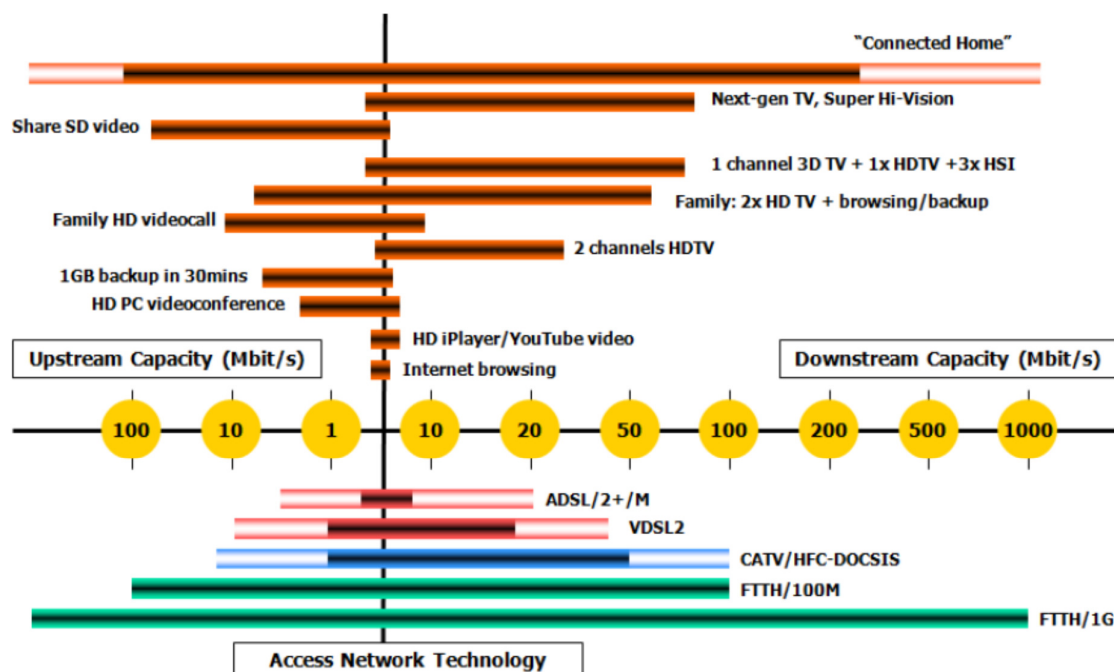 “Connected Home”
Next-gen TV, Super Hi-Vision
Share SD video
1 channel 3D TV + 1x HDTV +3x HSI
Family: 2x HD TV + browsing/backup
Family HD videocall
2 channels HDTV
1GB backup in 30mins
HD PC videoconference
HD iPlayer/YouTube video
Upstream Capacity (Mbit/s)
Downstream Capacity (Mbit/s)
Internet browsing
100 10 1 10 20 50 100 200 500 1000
ADSL/2+/M
VDSL2
CATV/HFC-DOCSIS
FTTH/100M
FTTH/1G
Access Network Technology